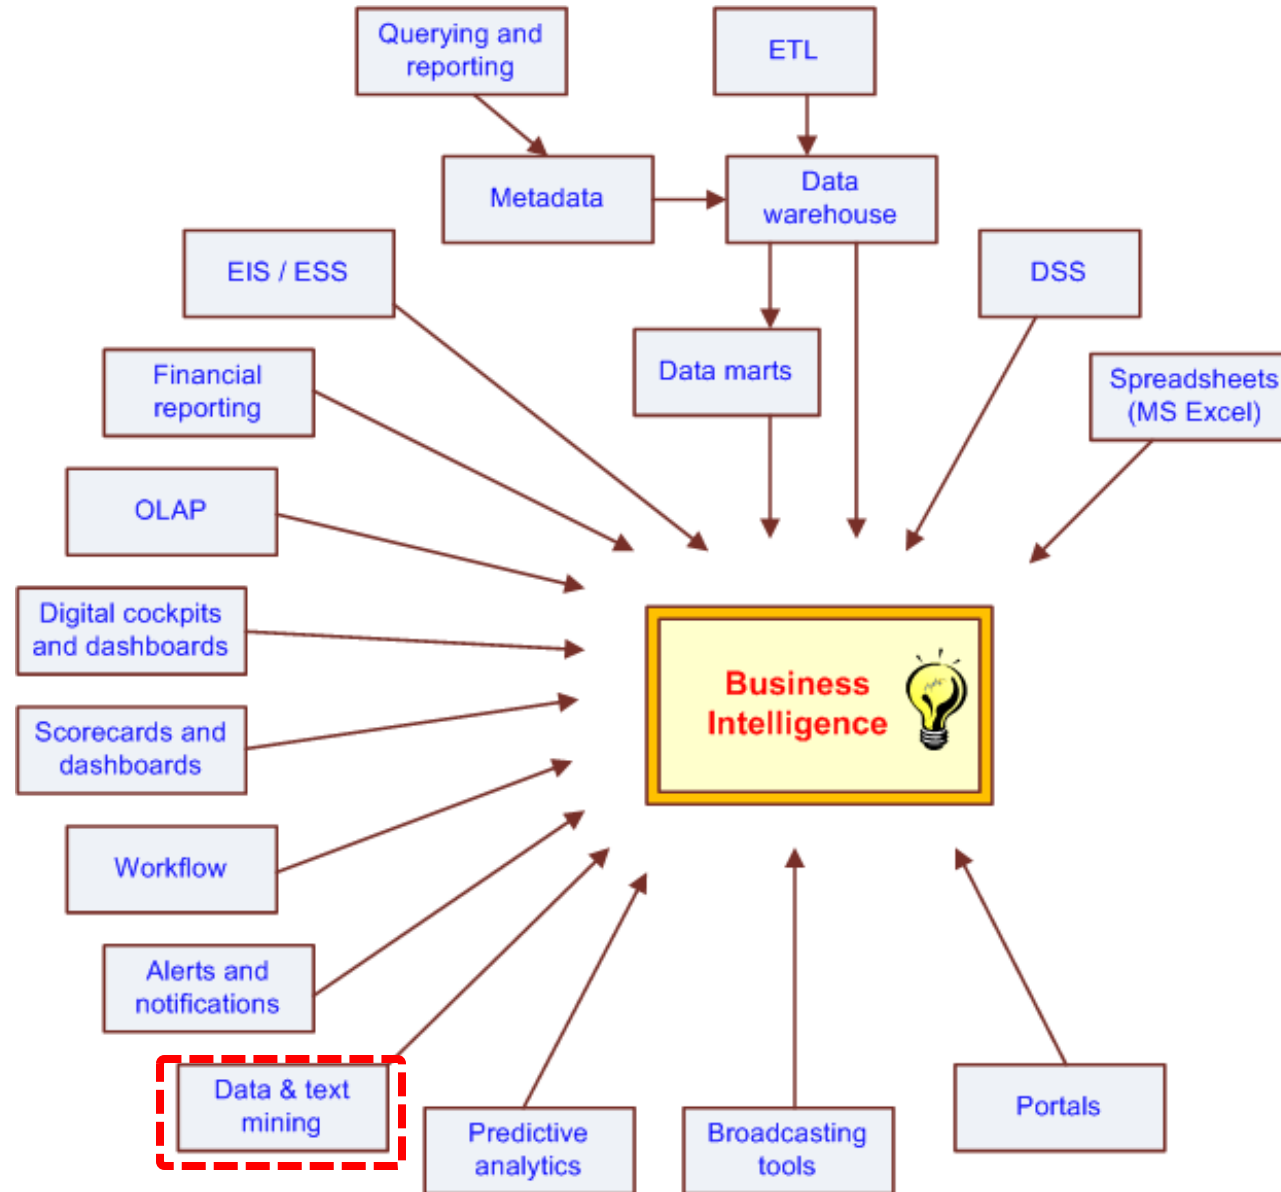 Querying and
reporting
ETL
Metadata
Data
warehouse
EIS / ESS
DSS
Financial
reporting
Data marts
Spreadsheets
(MS Excel)
OLAP
Digital cockpits
and dashboards
Business
Intelligence
Scorecards and
dashboards
Workflow
Alerts and
notifications
Data & text
mining
Predictive
analytics
Broadcasting
tools
Portals